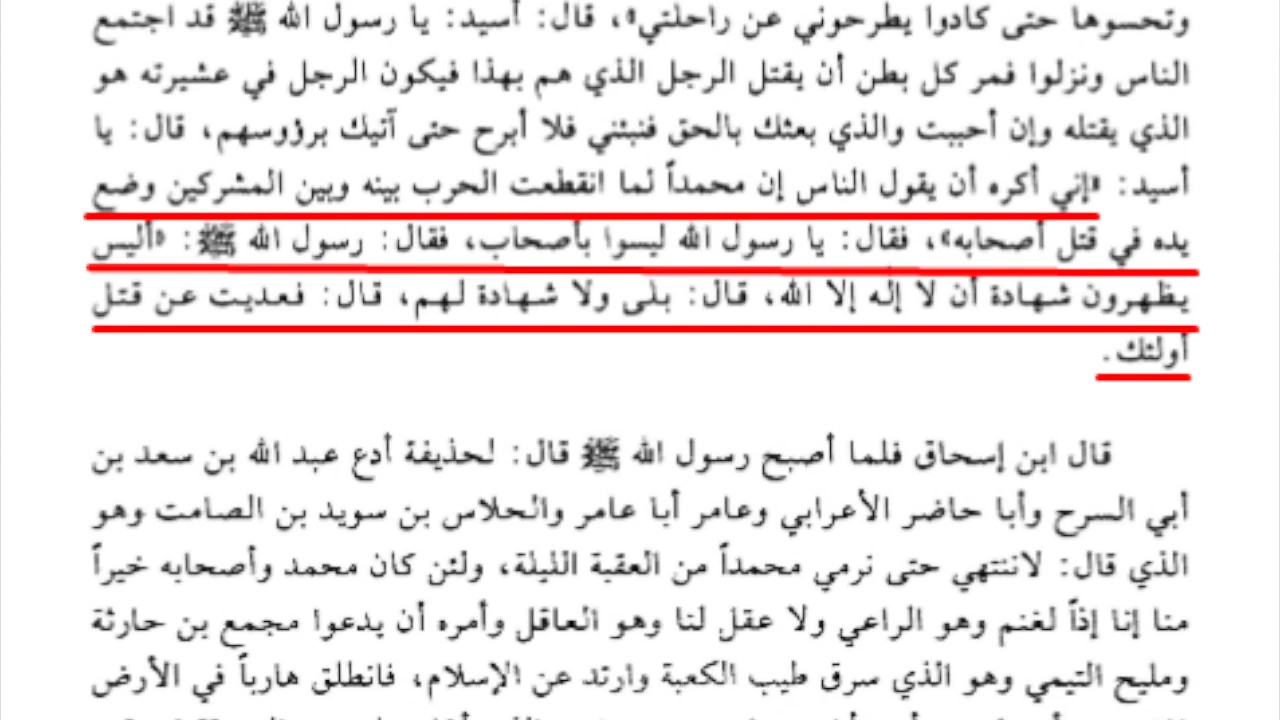 وتحسوها حتى كادوا يطرحوني عن راحلتي»، قال: أسيد: يا رسول الله ﷺ قد اجتمع
الناس ونزلوا فمر كل بطن أن يقتل الرجل الذي هم بهذا فيكون الرجل في عشيرته هو
الذي يقتله وإن أحببت والذي بعثك بالحق فنبئني فلا أبرح حتى آتيك برؤوسهم، قال: يا
أسيد: «إني أكره أن يقول الناس إن محمداً لما انقطعت الحرب بينه وبين المشركين وضع
يده في قتل أصحابه»، فقال: يا رسول الله ليسوا بأصحاب، فقال: رسول الله ﷺ: «أليس
يظهرون شهادة أن لا إله إلا الله، قال: بلى ولا شهادة لهم، قال: فعديت عن قتل
أولئك.
قال ابن إسحاق فلما أصبح رسول الله ﷺ قال: لحذيفة أدع عبد الله بن سعد بن
أبي السرح وأبا حاضر الأعرابي وعامر أبا عامر والحلاس بن سويد بن الصامت وهو
الذي قال: لاننتهي حتى نرمي محمداً من العقبة الليلة، ولئن كان محمد وأصحابه خيراً
منا إنا إذاً لغنم وهو الراعي ولا عقل لنا وهو العاقل وأمره أن يدعوا مجمع بن حارثة
ومليح التيمي وهو الذي سرق طيب الكعبة وارتد عن الإسلام، فانطلق هارباً في الأرض